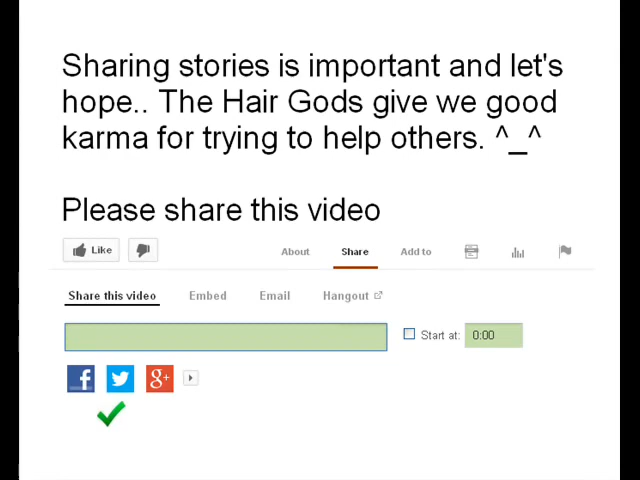 Sharing stories is important and let's
hope.. The Hair Gods give we good
karma for trying to help others. ^_^
Please share this video
Like About Share Add to
Share this video Embed Email Hangout
Start at: 0:00